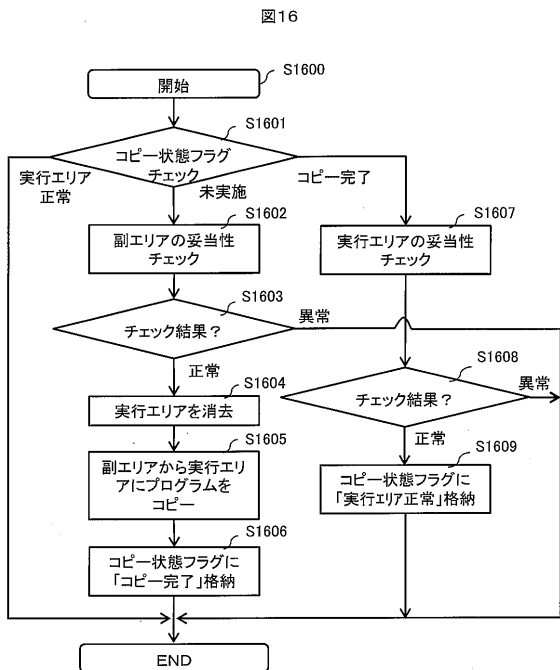 図16
S1600
開始
S1601
コピー状態フラグ
チェック
実行エリア
正常
未実施
コピー完了
S1602
副エリアの妥当性
チェック
S1607
実行エリアの妥当性
チェック
S1603
チェック結果？
異常
正常
S1604
実行エリアを消去
S1608
チェック結果？
異常
正常
S1605
副エリアから実行エリ
アにプログラムを
コピー
S1609
コピー状態フラグに
「実行エリア正常」格納
S1606
コピー状態フラグに
「コピー完了」格納
END